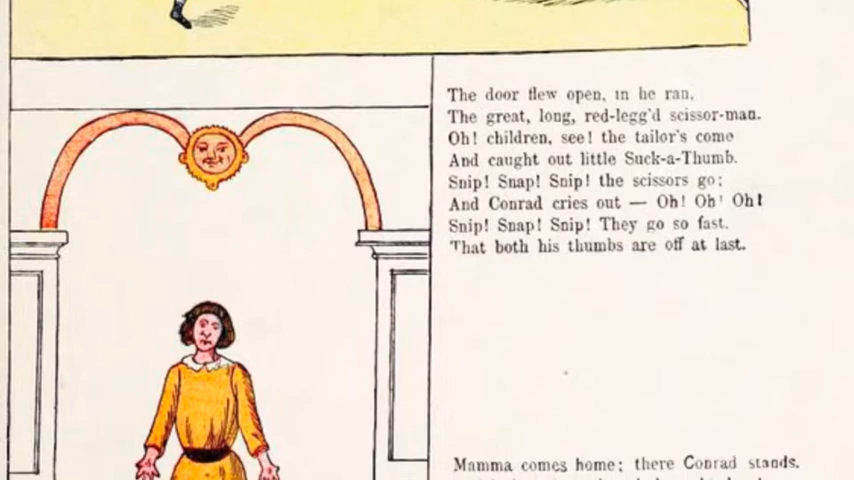 The door flew open, in he ran,
The great, long, red-legg'd scissor-man.
Oh! children, see! the tailor's come
And caught out little Suck-a-Thumb.
Snip! Snap! Snip! the scissors go;
And Conrad cries out — Oh! Oh! Oh!
Snip! Snap! Snip! They go so fast.
That both his thumbs are off at last.
Mamma comes home; there Conrad stands.